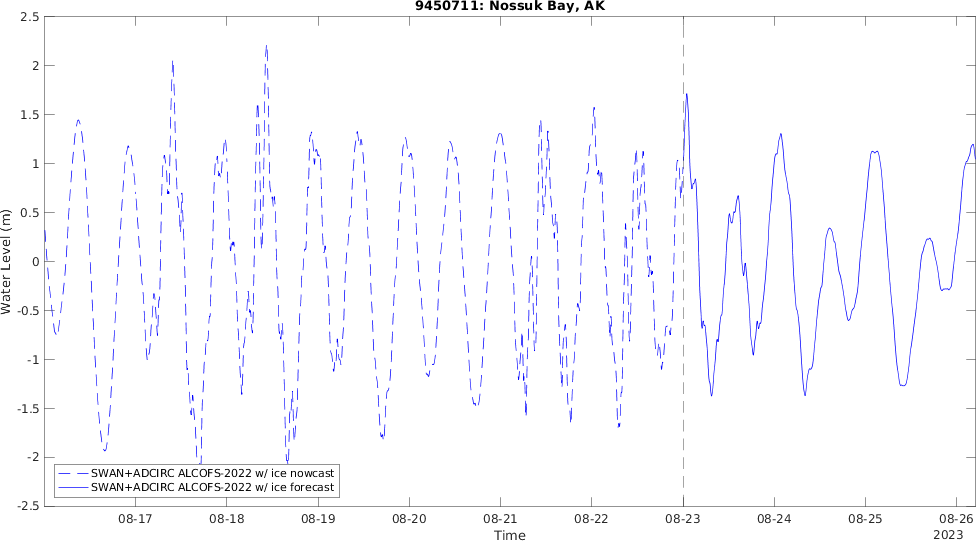 9450711: Nossuk Bay, AK
2.5
2
1.5
1
0.5
0
-0.5
-1
-1.5
-2
-2.5
Water Level (m)
SWAN+ADCIRC ALCOFS-2022 w/ ice nowcast
SWAN+ADCIRC ALCOFS-2022 w/ ice forecast
08-17 08-18 08-19 08-20 08-21 08-22 08-23 08-24 08-25 08-26
2023
Time